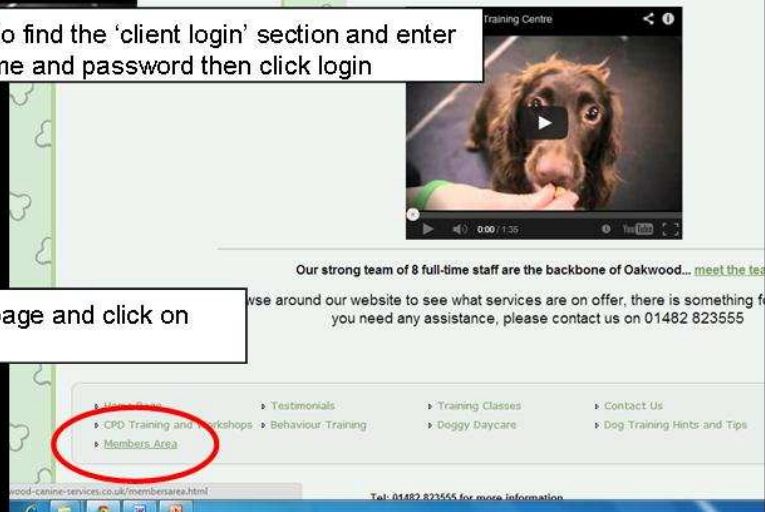 Training Centre
o find the ‘client login’ section and enter
me and password then click login
0:00 / 1:35
YouTube
Our strong team of 8 full-time staff are the backbone of Oakwood... meet the tea
wse around our website to see what services are on offer, there is something fo
you need any assistance, please contact us on 01482 823555
page and click on
Home Page Testimonials Training Classes Contact Us
CPD Training and Workshops Behaviour Training Doggy Daycare Dog Training Hints and Tips
Members Area
wood-canine-services.co.uk/membersarea.html
Tel: 01482 823555 for more information